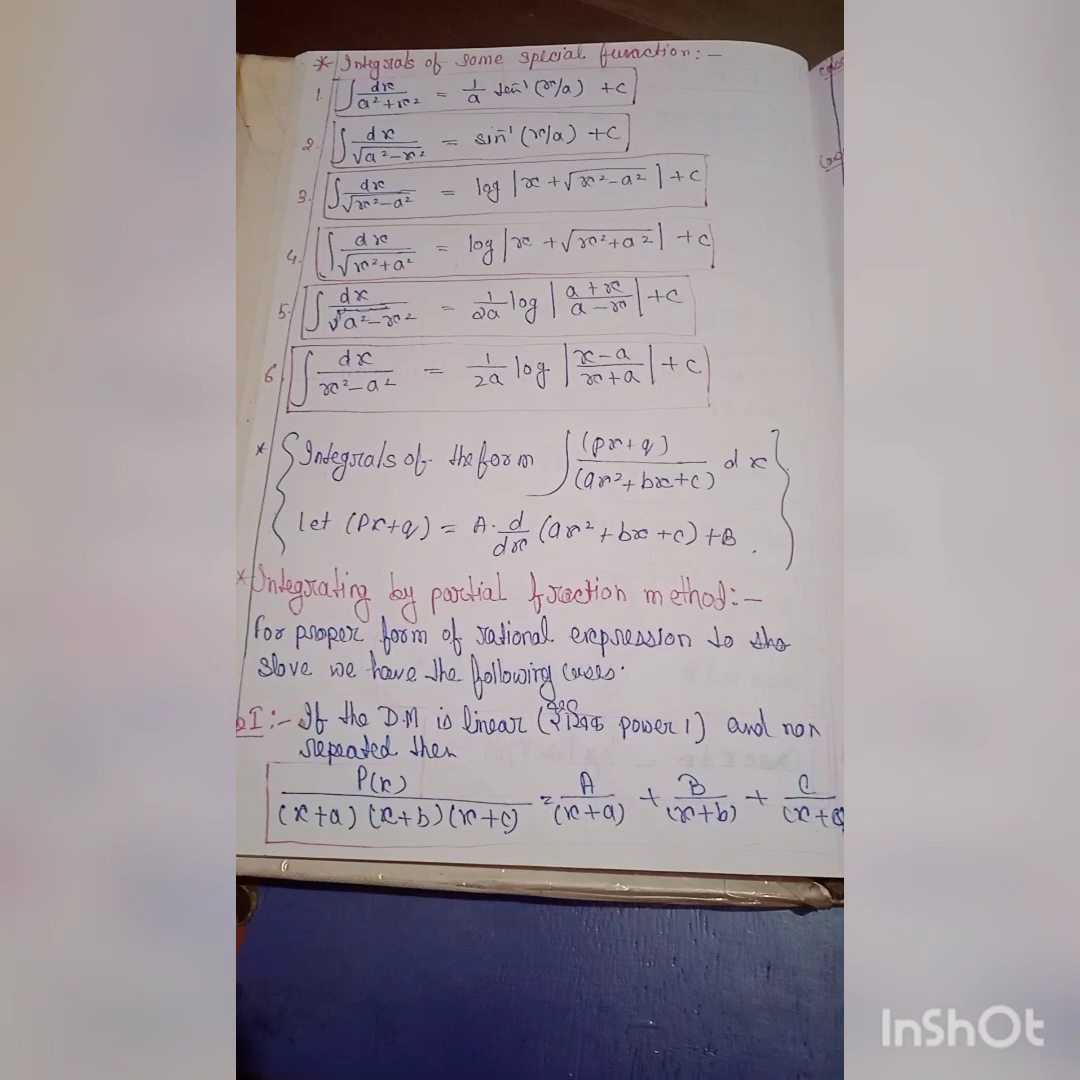 * Integrals of some special function:-
1. ∫ dx/(a²+x²) = 1/a tan⁻¹ (x/a) + C
2. ∫ dx/√(a²-x²) = sin⁻¹ (x/a) + C
3. ∫ dx/√(x²-a²) = log |x + √(x²-a²)| + C
4. ∫ dx/√(x²+a²) = log |x + √(x²+a²)| + C
5. ∫ dx/(a²-x²) = 1/2a log |(a+x)/(a-x)| + C
6. ∫ dx/(x²-a²) = 1/2a log |(x-a)/(x+a)| + C
* { Integrals of the form ∫ (px+q)/(ax²+bx+c) dx
let (Px+q) = A. d/dx (ax²+bx+c) + B. }
* Integrating by partial fraction method:-
For proper form of rational expression to the
slove we have the following cases.
I:- If the D.M is linear ( power 1) and non
repeated then
P(x)/((x+a)(x+b)(x+c)) = A/(x+a) + B/(x+b) + C/(x+c)
InShOt